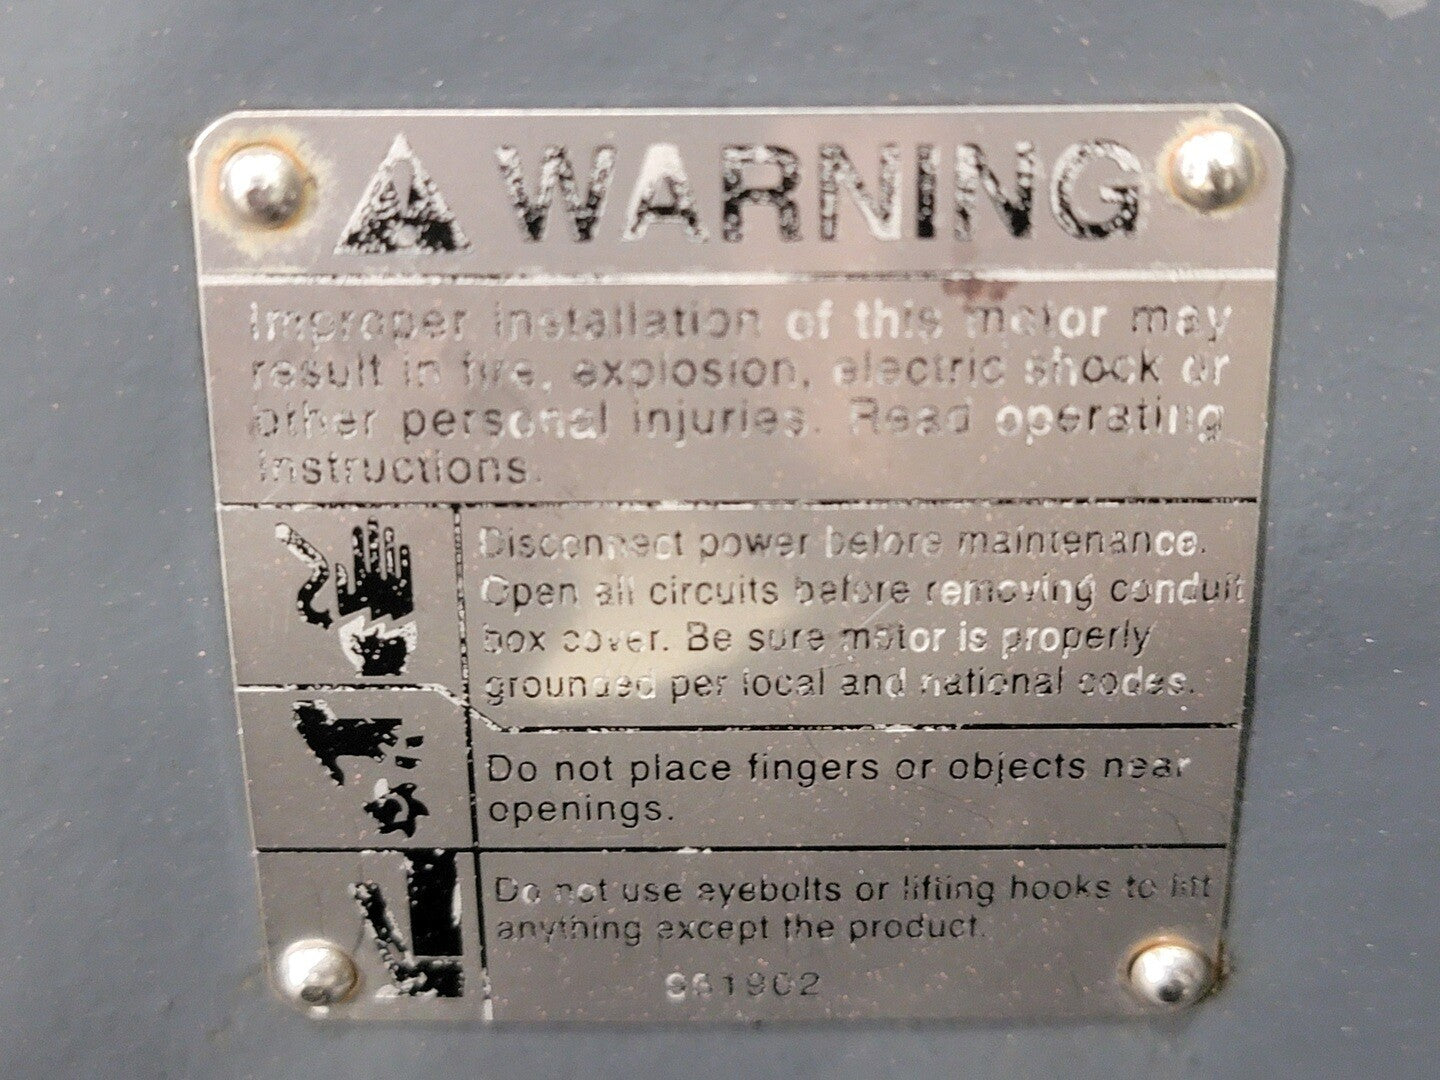 WARNING
Improper installation of this motor may
result in fire, explosion, electric shock or
other personal injuries. Read operating
instructions.
Disconnect power before maintenance.
Open all circuits before removing conduit
box cover. Be sure motor is properly
grounded per local and national codes.
Do not place fingers or objects near
openings.
Do not use eyebolts or lifting hooks to lift
anything except the product.